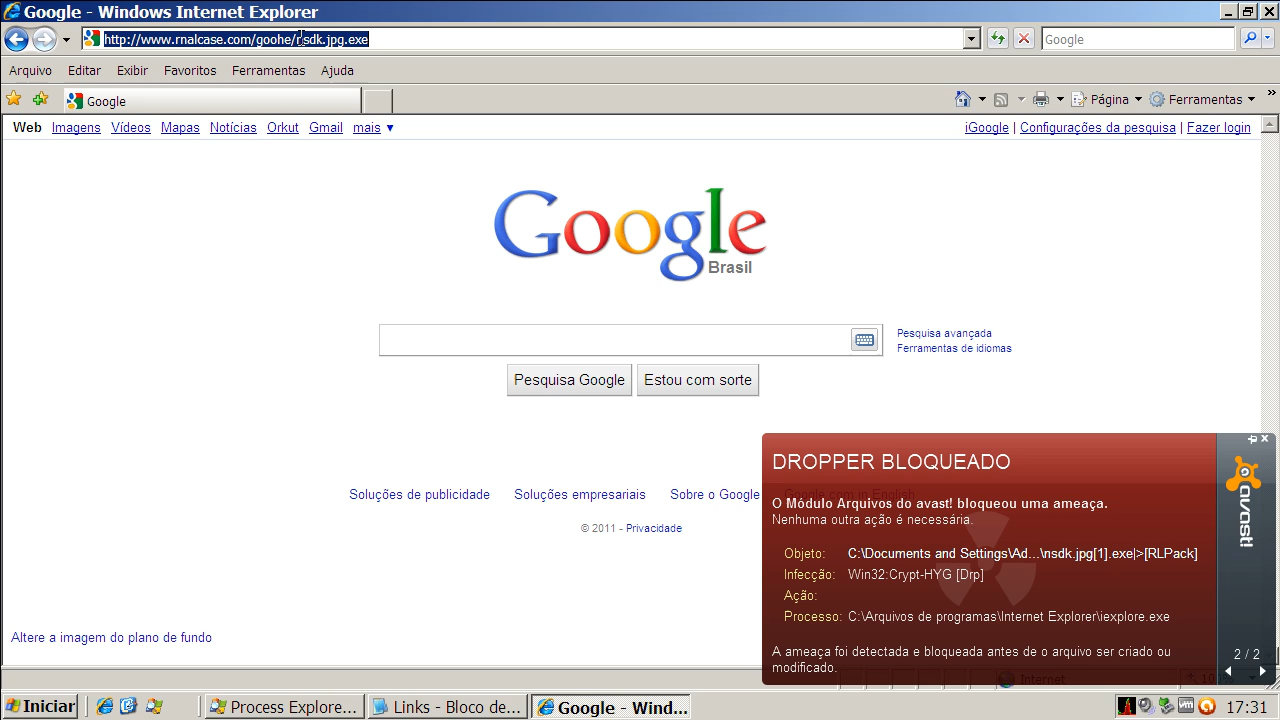 Google - Windows Internet Explorer
http://www.rnalcase.com/goohe/nsdk.jpg.exe
Google
Arquivo Editar Exibir Favoritos Ferramentas Ajuda
Google
Página Ferramentas
Web Imagens Vídeos Mapas Notícias Orkut Gmail mais ▼
iGoogle | Configurações da pesquisa | Fazer login
Google
Brasil
Pesquisa avançada
Ferramentas de idiomas
Pesquisa Google Estou com sorte
Soluções de publicidade Soluções empresariais Sobre o Google Google.com in English
© 2011 - Privacidade
Altere a imagem do plano de fundo
DROPPER BLOQUEADO
O Módulo Arquivos do avast! bloqueou uma ameaça.
Nenhuma outra ação é necessária.
Objeto: C:\Documents and Settings\Ad...\nsdk.jpg[1].exe|>[RLPack]
Infecção: Win32:Crypt-HYG [Drp]
Ação:
Processo: C:\Arquivos de programas\Internet Explorer\iexplore.exe
A ameaça foi detectada e bloqueada antes de o arquivo ser criado ou
modificado.
avast!
2 / 2
Internet
Iniciar
Process Explore...
Links - Bloco de...
Google - Wind...
17:31